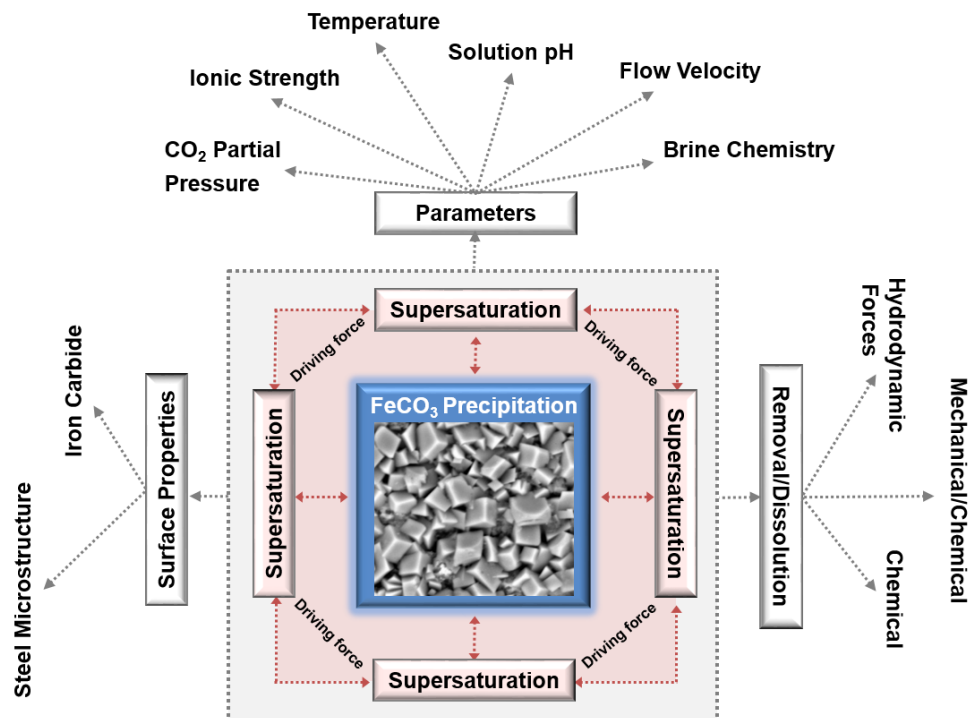 Temperature
Solution pH
Ionic Strength
Flow Velocity
CO₂ Partial
Pressure
Brine Chemistry
Parameters
Supersaturation
Driving force
Driving force
FeCO₃ Precipitation
Supersaturation
Supersaturation
Driving force
Driving force
Supersaturation
Surface Properties
Iron Carbide
Steel Microstructure
Removal/Dissolution
Hydrodynamic
Forces
Mechanical/Chemical
Chemical